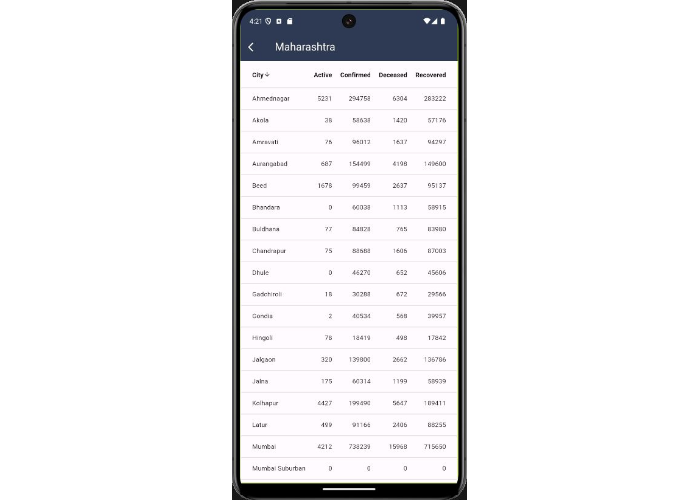 4:21
Maharashtra
City↓ Active Confirmed Deceased Recovered
Ahmednagar 5231 294758 6304 283222
Akola 38 58638 1420 57176
Amravati 76 96012 1637 94297
Aurangabad 687 154499 4198 149600
Beed 1678 99459 2637 95137
Bhandara 0 60038 1113 58915
Buldhana 77 84828 765 83980
Chandrapur 75 88688 1606 87003
Dhule 0 46270 652 45606
Gadchiroli 18 30288 672 29566
Gondia 2 40534 568 39957
Hingoli 78 18419 498 17842
Jalgaon 320 139800 2662 136786
Jalna 175 60314 1199 58939
Kolhapur 4427 199490 5647 189411
Latur 499 91166 2406 88255
Mumbai 4212 738239 15968 715650
Mumbai Suburban 0 0 0 0